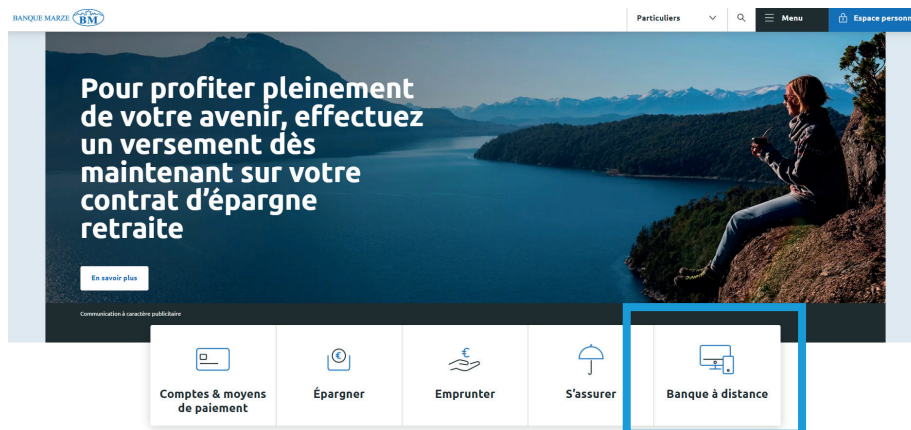 BANQUE MARZE BM
Particuliers
Menu
Espace personn
Pour profiter pleinement
de votre avenir, effectuez
un versement dès
maintenant sur votre
contrat d’épargne
retraite
En savoir plus
Communication à caractère publicitaire
Comptes & moyens
de paiement
Épargner
Emprunter
S'assurer
Banque à distance